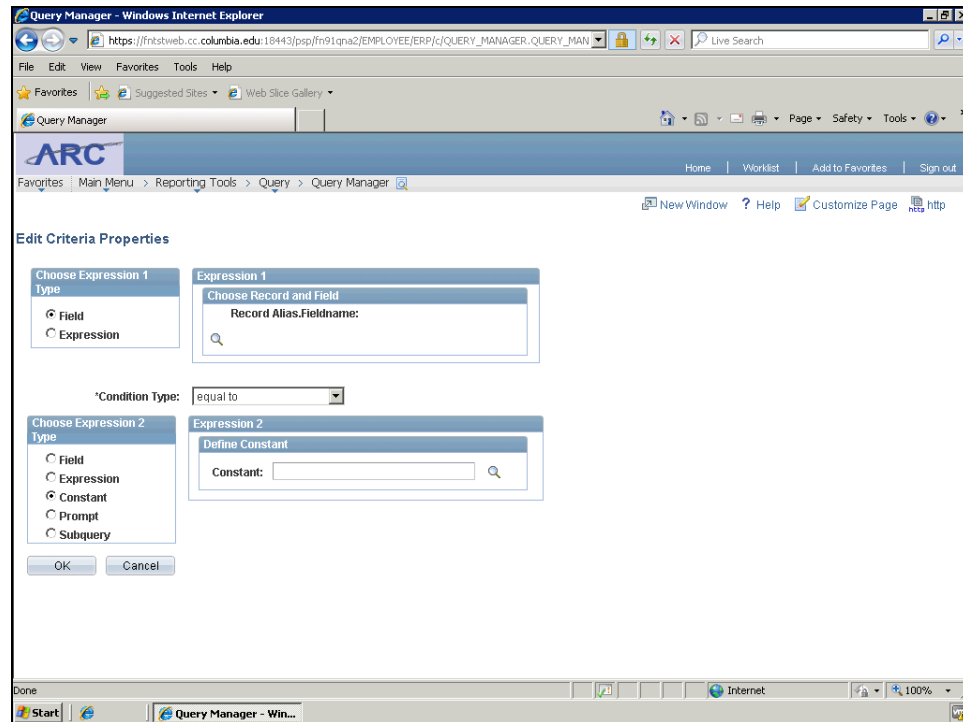 Query Manager - Windows Internet Explorer
https://fntstweb.cc.columbia.edu:18443/psp/fn91qna2/EMPLOYEE/ERP/c/QUERY_MANAGER.QUERY_MAN
Live Search
File Edit View Favorites Tools Help
Favorites Suggested Sites Web Slice Gallery
Query Manager
Page Safety Tools
ARC
Home | Worklist | Add to Favorites | Sign out
Favorites Main Menu > Reporting Tools > Query > Query Manager
New Window ? Help Customize Page http
Edit Criteria Properties
Choose Expression 1 Type
Field
Expression
Expression 1
Choose Record and Field
Record Alias.Fieldname:
*Condition Type: equal to
Choose Expression 2 Type
Field
Expression
Constant
Prompt
Subquery
Expression 2
Define Constant
Constant:
OK Cancel
Done
Internet
100%
Start
Query Manager - Win...